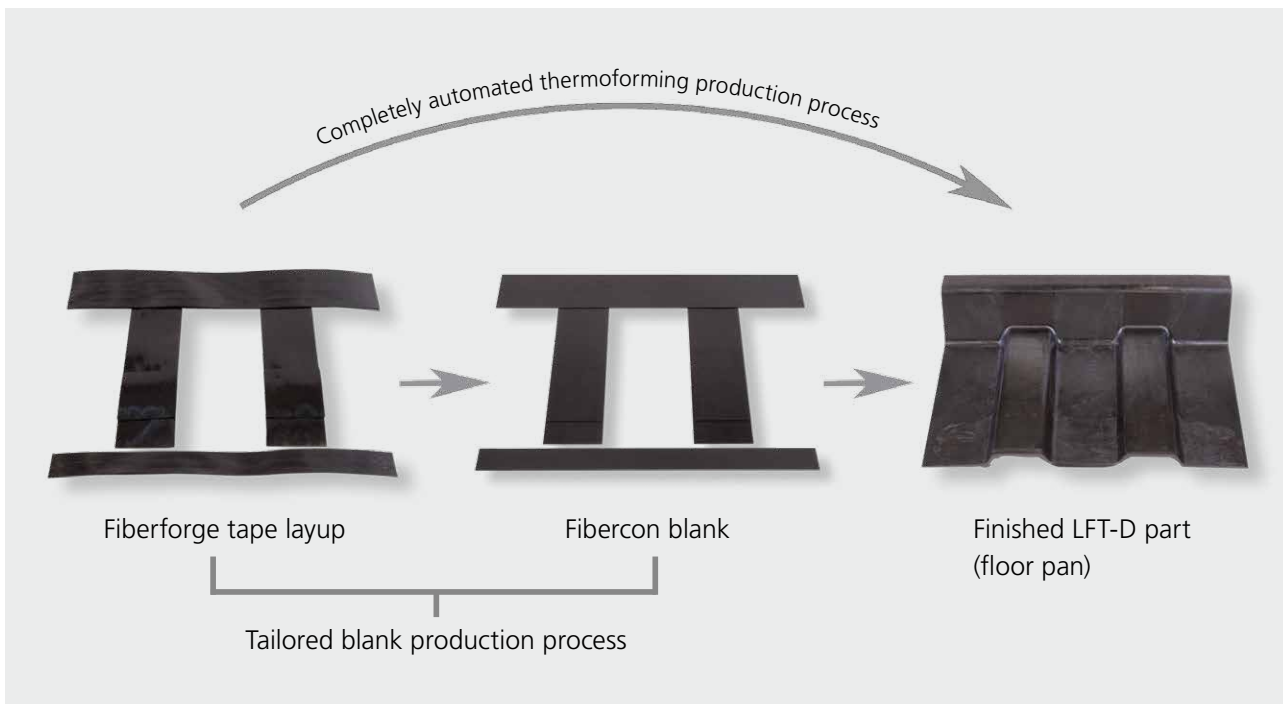 Completely automated thermoforming production process
Fiberforge tape layup
Fibercon blank
Finished LFT-D part
(floor pan)
Tailored blank production process